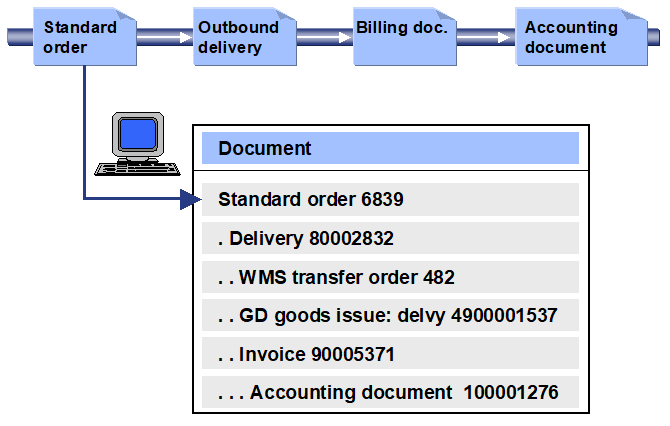 Standard
order
Outbound
delivery
Billing doc.
Accounting
document
Document
Standard order 6839
. Delivery 80002832
. . WMS transfer order 482
. . GD goods issue: delvy 4900001537
. . Invoice 90005371
. . . Accounting document  100001276